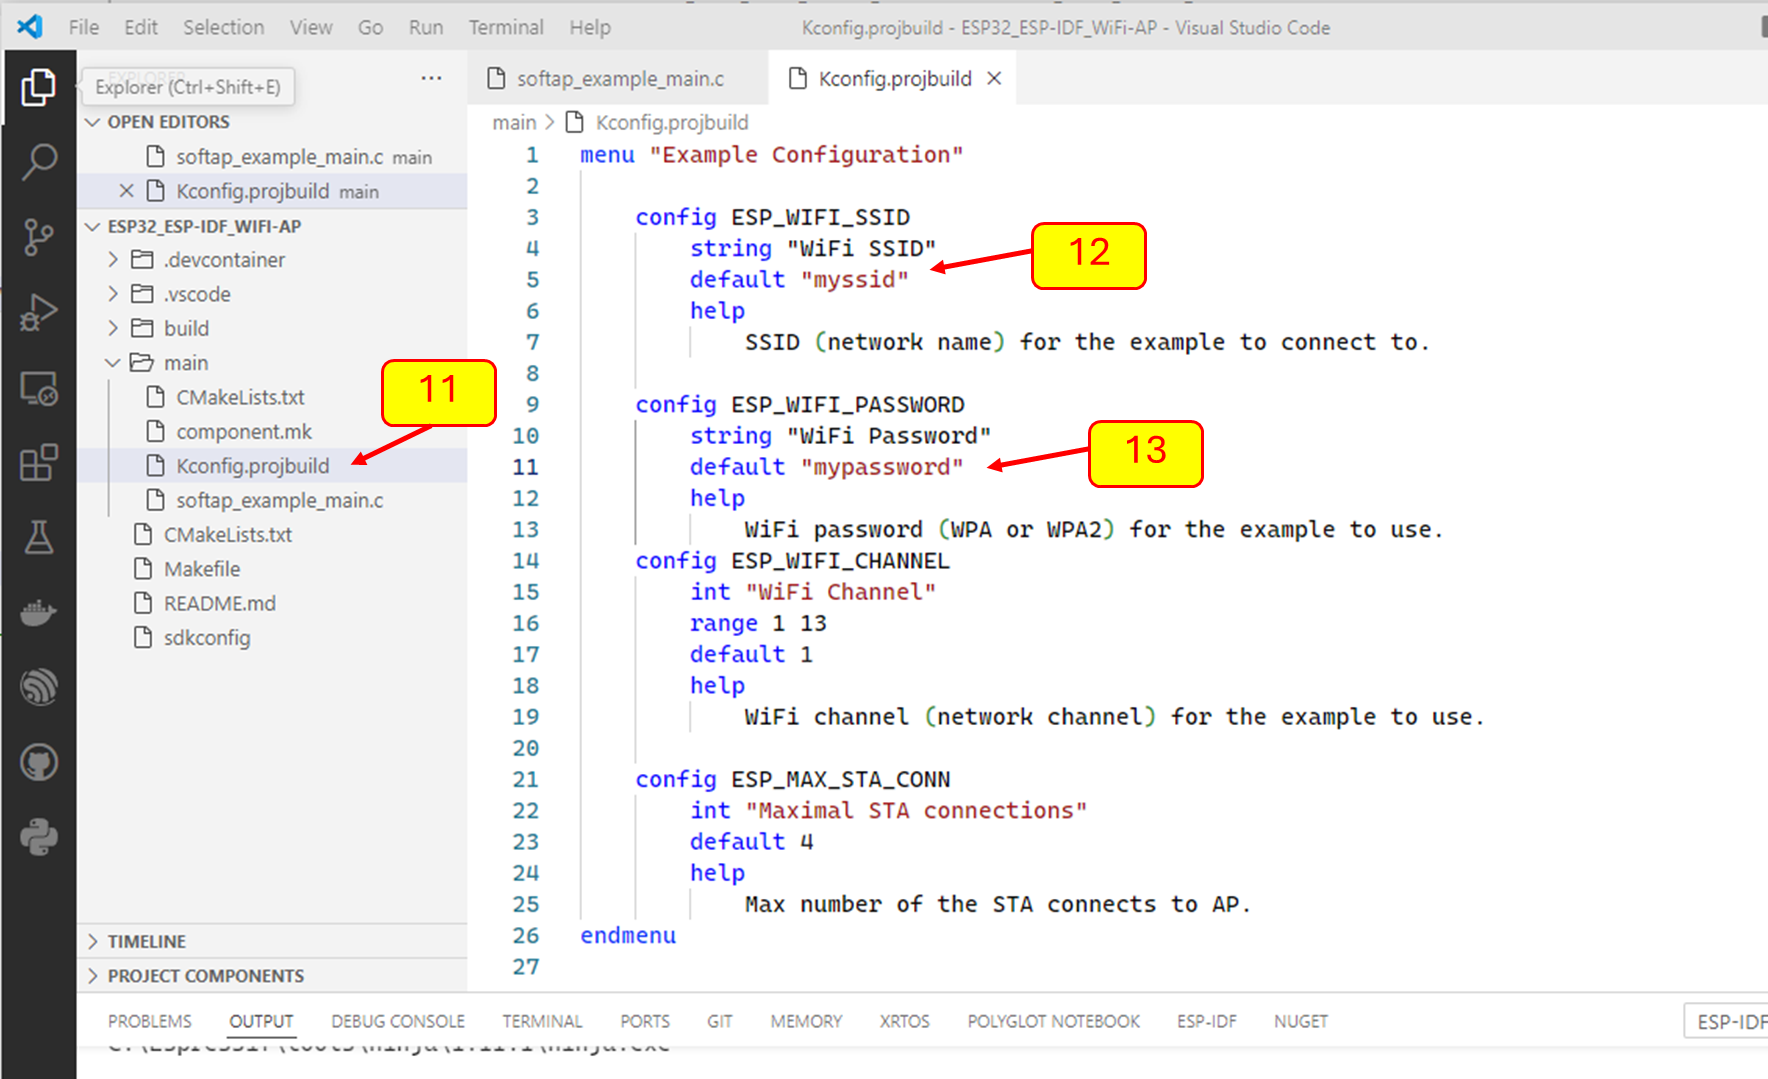 File Edit Selection View Go Run Terminal Help
Kconfig.projbuild - ESP32_ESP-IDF_WiFi-AP - Visual Studio Code
Explorer (Ctrl+Shift+E)
...
OPEN EDITORS
softap_example_main.c main
Kconfig.projbuild main
ESP32_ESP-IDF_WIFI-AP
.devcontainer
.vscode
build
main
CMakeLists.txt
component.mk
Kconfig.projbuild
softap_example_main.c
CMakeLists.txt
Makefile
README.md
sdkconfig
TIMELINE
PROJECT COMPONENTS
11
softap_example_main.c
Kconfig.projbuild
main > Kconfig.projbuild
1 menu "Example Configuration"
2
3 config ESP_WIFI_SSID
4 string "WiFi SSID"
5 default "myssid"
6 help
7 SSID (network name) for the example to connect to.
8
9 config ESP_WIFI_PASSWORD
10 string "WiFi Password"
11 default "mypassword"
12 help
13 WiFi password (WPA or WPA2) for the example to use.
14 config ESP_WIFI_CHANNEL
15 int "WiFi Channel"
16 range 1 13
17 default 1
18 help
19 WiFi channel (network channel) for the example to use.
20
21 config ESP_MAX_STA_CONN
22 int "Maximal STA connections"
23 default 4
24 help
25 Max number of the STA connects to AP.
26 endmenu
27
12
13
PROBLEMS OUTPUT DEBUG CONSOLE TERMINAL PORTS GIT MEMORY XRTOS POLYGLOT NOTEBOOK ESP-IDF NUGET
ESP-IDF